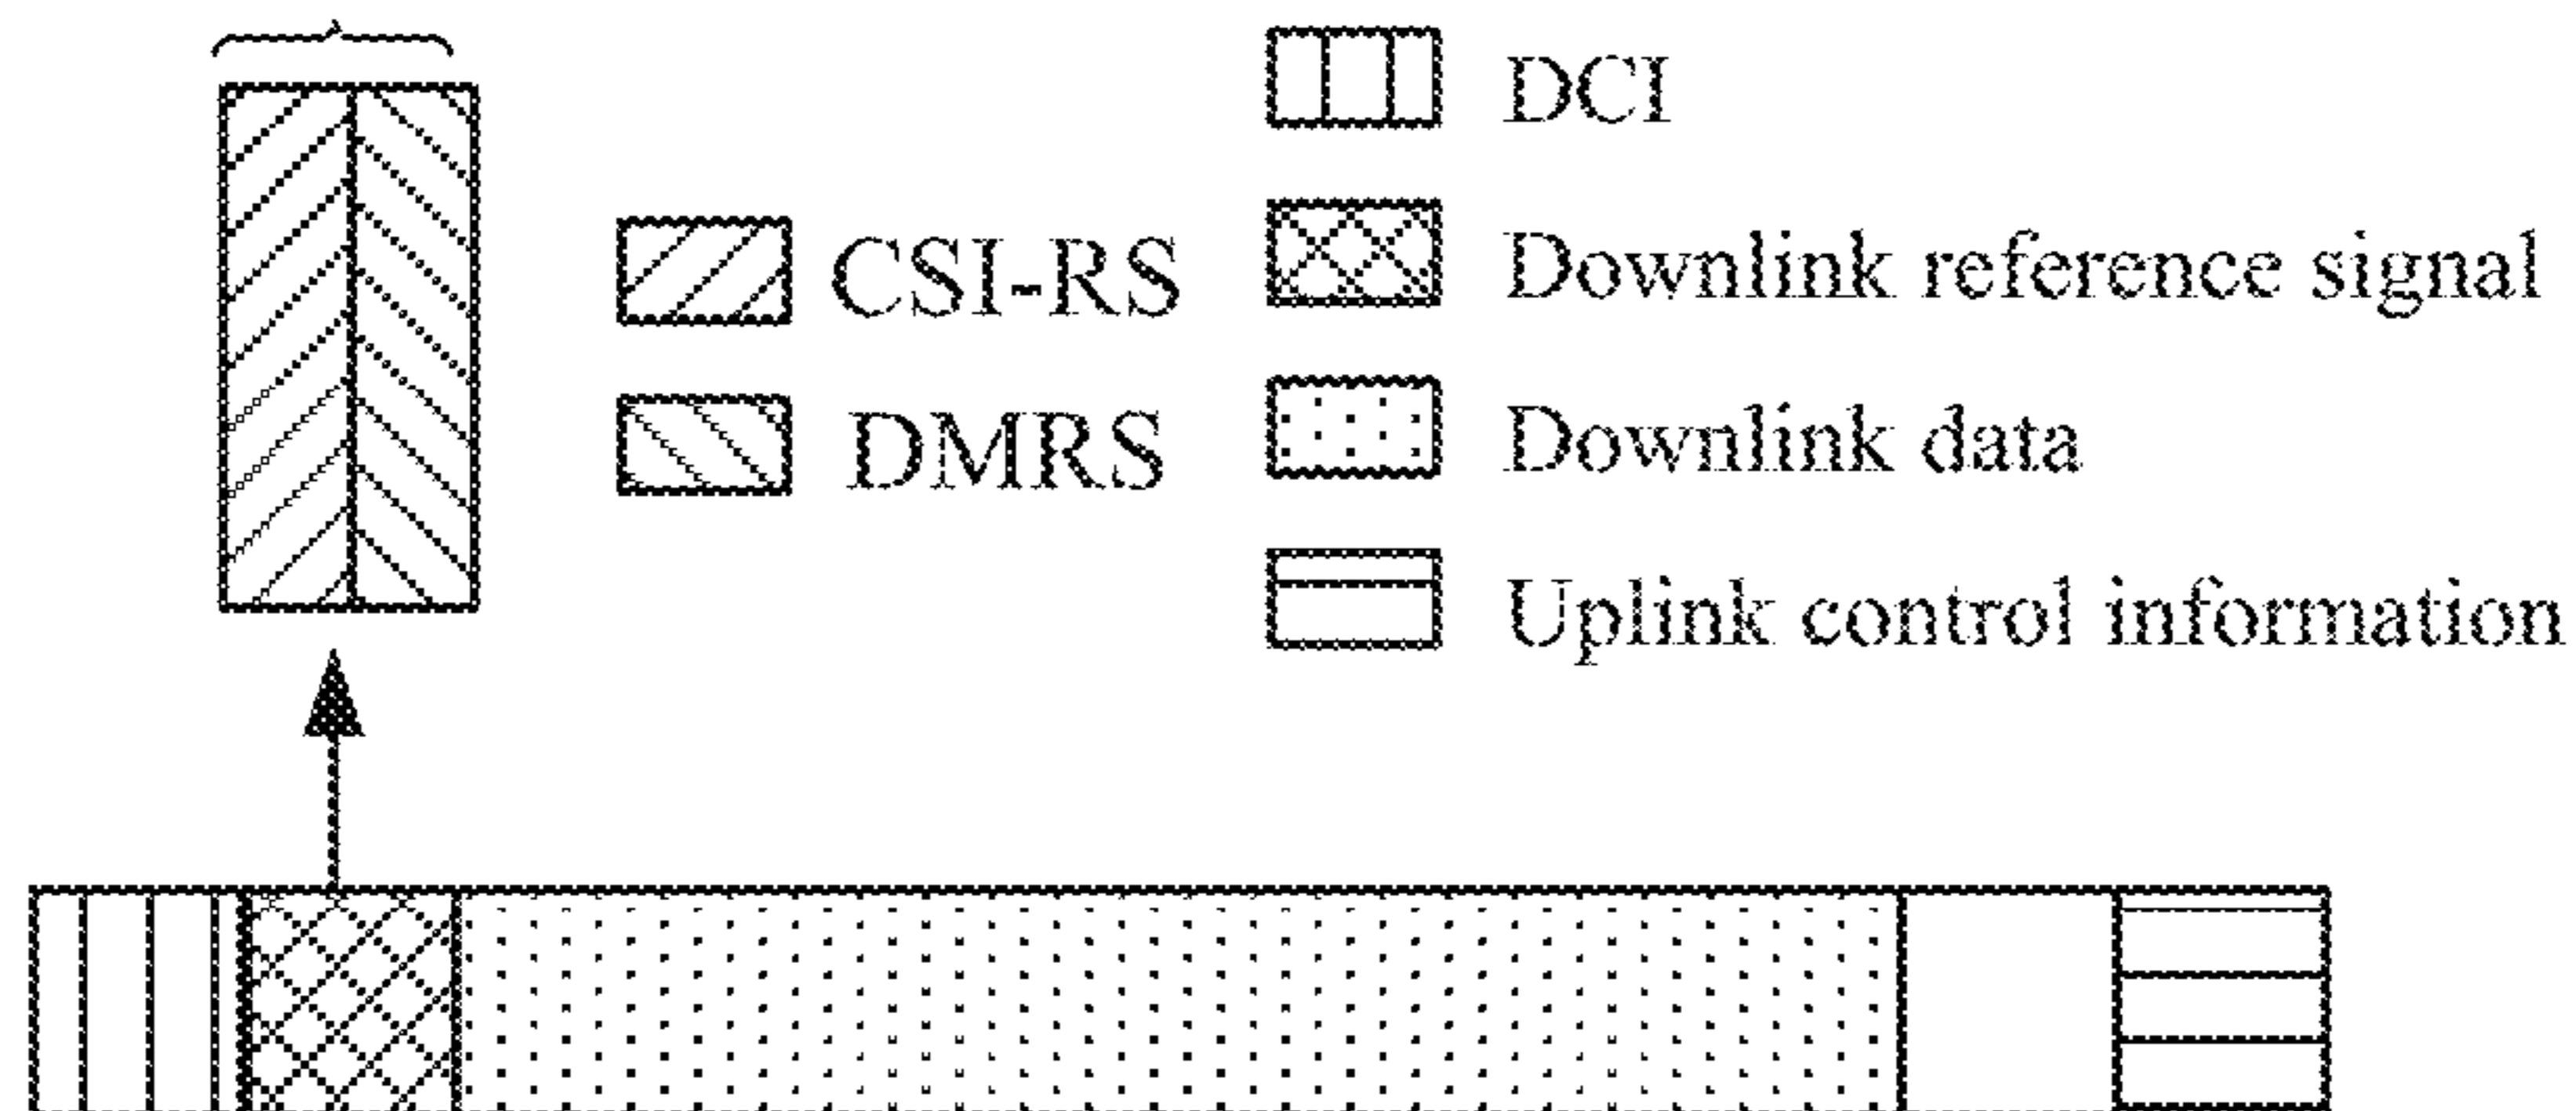 CSI-RS
DMRS
DCI
Downlink reference signal
Downlink data
Uplink control information